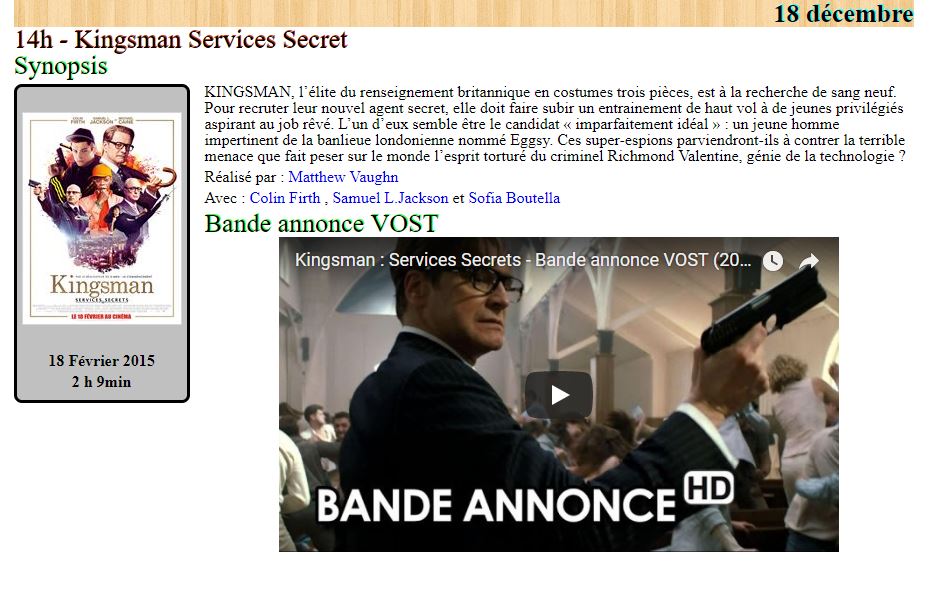 18 décembre
14h - Kingsman Services Secret
Synopsis
KINGSMAN, l’élite du renseignement britannique en costumes trois pièces, est à la recherche de sang neuf.
Pour recruter leur nouvel agent secret, elle doit faire subir un entrainement de haut vol à de jeunes privilégiés
aspirant au job rêvé. L’un d’eux semble être le candidat « imparfaitement idéal » : un jeune homme
impertinent de la banlieue londonienne nommé Eggsy. Ces super-espions parviendront-ils à contrer la terrible
menace que fait peser sur le monde l’esprit torturé du criminel Richmond Valentine, génie de la technologie ?
Réalisé par : Matthew Vaughn
Avec : Colin Firth , Samuel L.Jackson et Sofia Boutella
COLIN FIRTH SAMUEL L. JACKSON MICHAEL CAINE
Kingsman
SERVICES SECRETS
LE 18 FÉVRIER AU CINÉMA
18 Février 2015
2 h 9min
Bande annonce VOST
Kingsman : Services Secrets - Bande annonce VOST (20...
BANDE ANNONCE HD